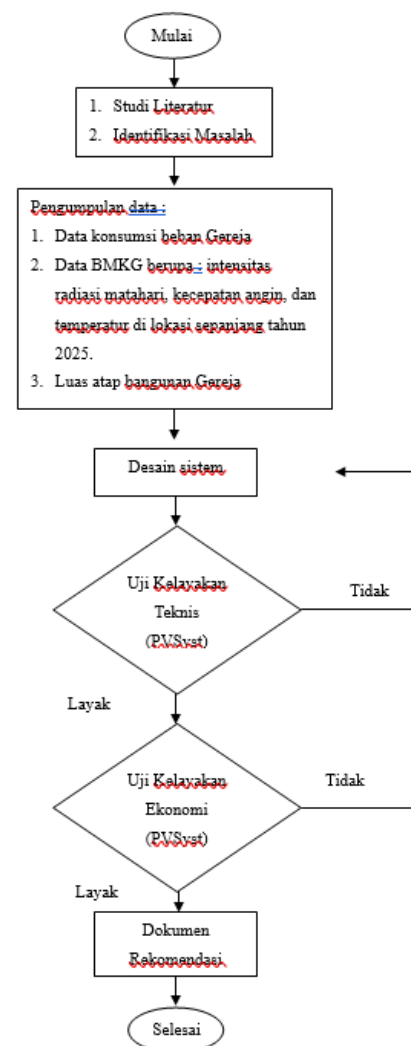 Mulai
1. Studi Literatur
2. Identifikasi Masalah
Pengumpulan data :
1. Data konsumsi beban Gereja
2. Data BMKG berupa : intensitas
radiasi matahari, kecepatan angin, dan
temperatur di lokasi sepanjang tahun
2025.
3. Luas atap bangunan Gereja
Desain sistem
Uji Kelayakan
Teknis
(PVSyst)
Tidak
Layak
Uji Kelayakan
Ekonomi
(PVSyst)
Tidak
Layak
Dokumen
Rekomendasi
Selesai